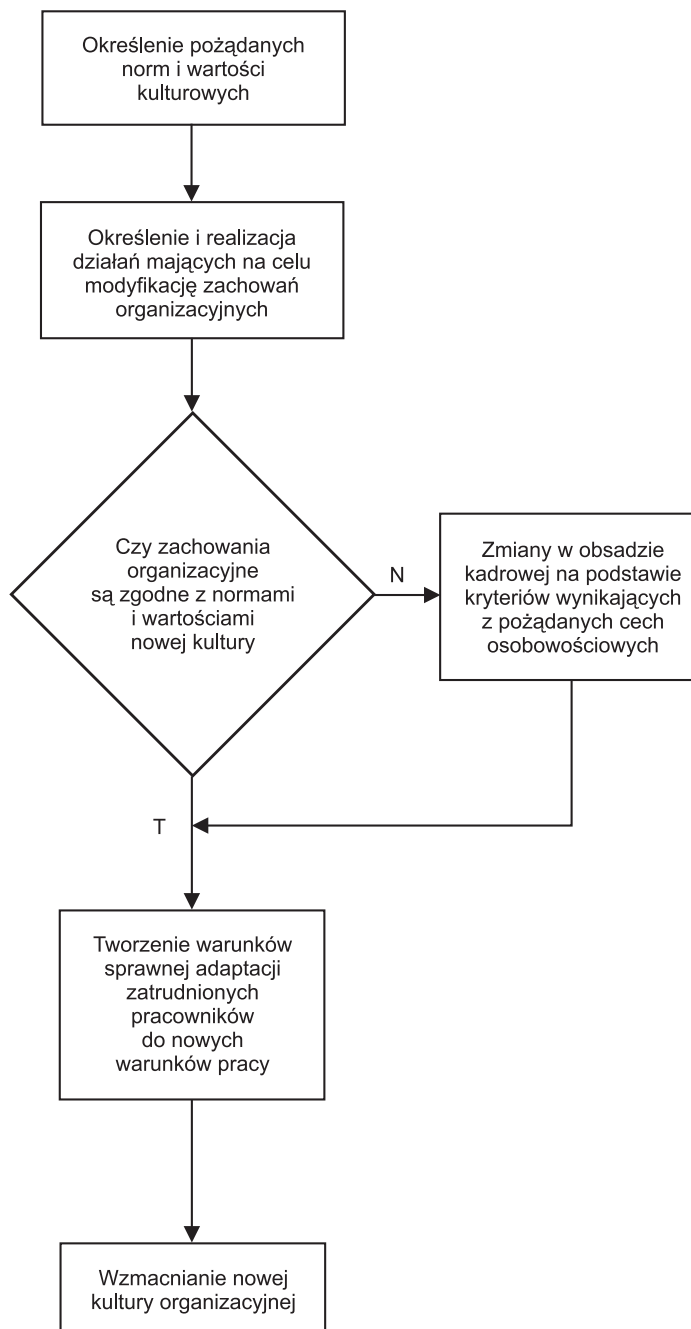 Określenie pożądanych
norm i wartości
kulturowych
Określenie i realizacja
działań mających na celu
modyfikację zachowań
organizacyjnych
Czy zachowania
organizacyjne
są zgodne z normami
i wartościami
nowej kultury
N
Zmiany w obsadzie
kadrowej na podstawie
kryteriów wynikających
z pożądanych cech
osobowościowych
T
Tworzenie warunków
sprawnej adaptacji
zatrudnionych
pracowników
do nowych
warunków pracy
Wzmacnianie nowej
kultury organizacyjnej